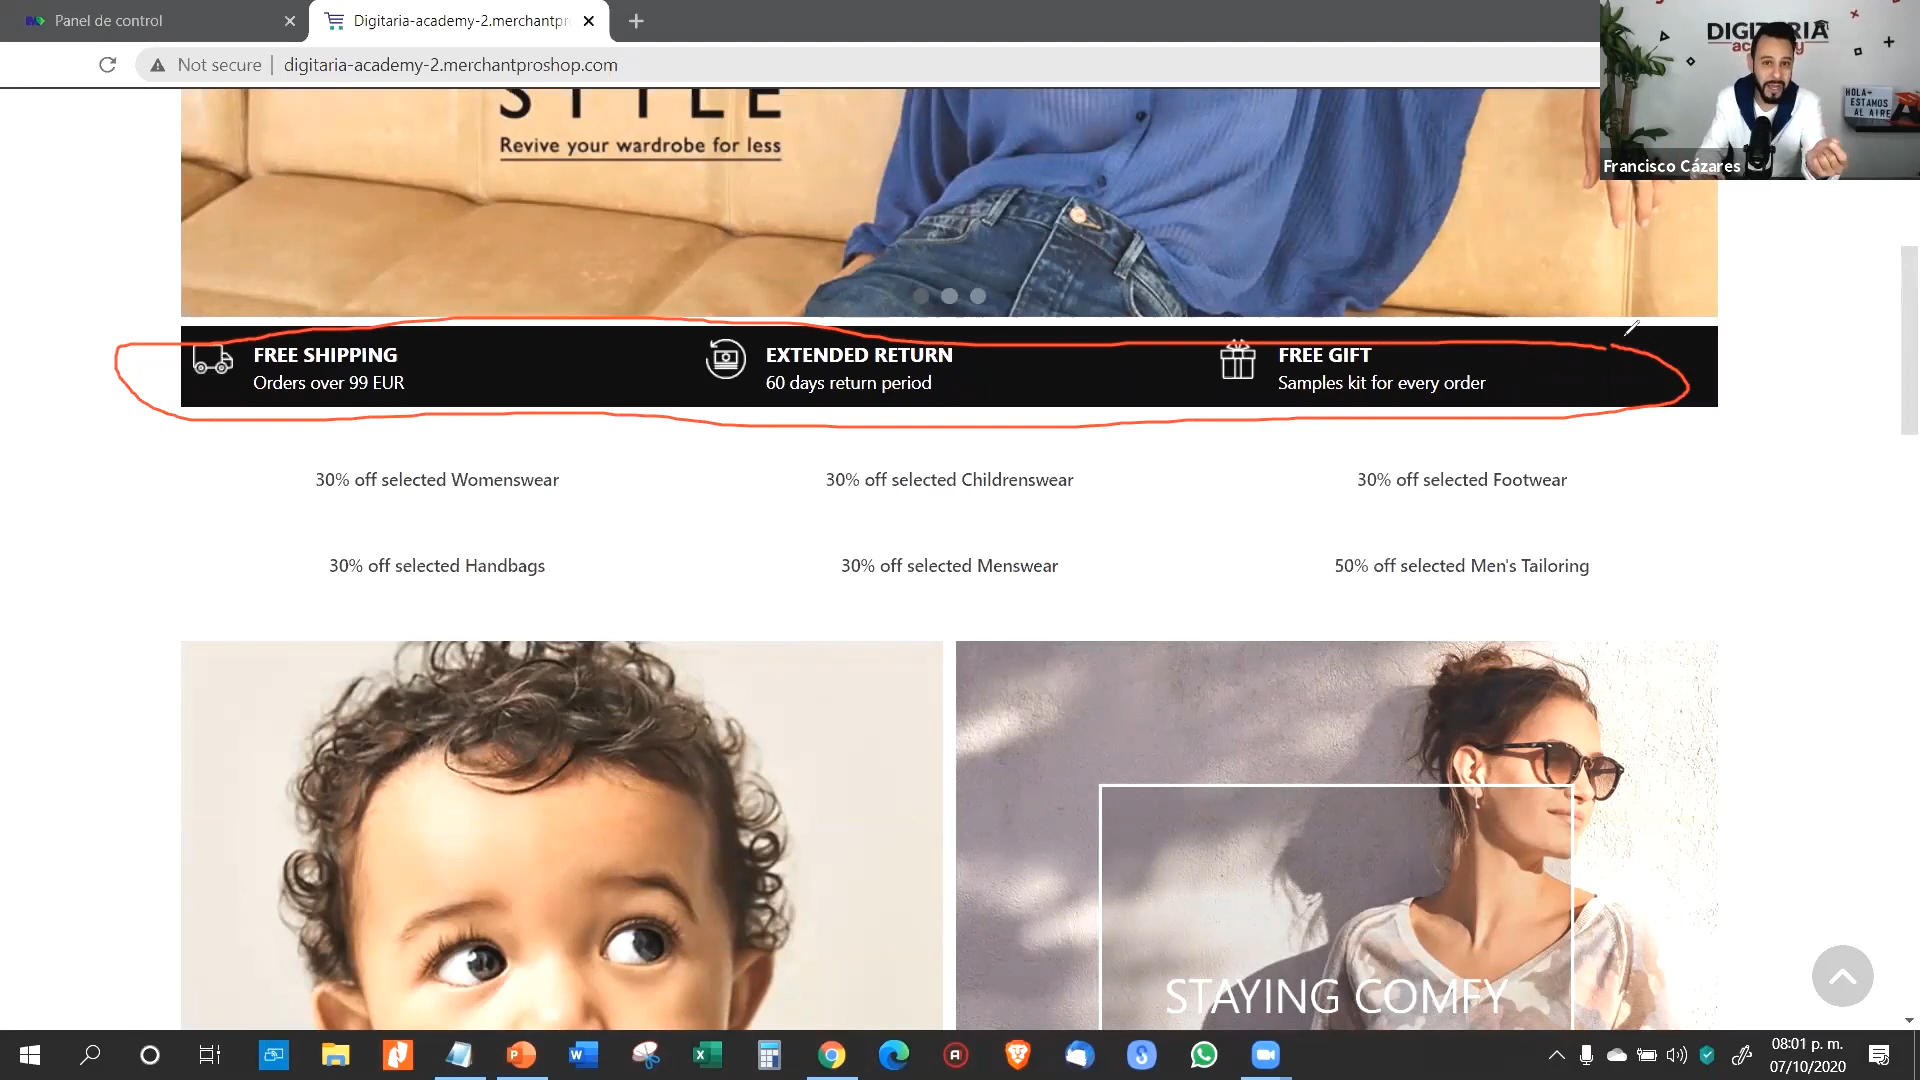 Panel de control
Digitaria-academy-2.merchantpr
Not secure
digitaria-academy-2.merchantproshop.com
DIGITARIA
academy
HOLA
ESTAMOS
AL AIRE
Francisco Cázares
STYLE
Revive your wardrobe for less
FREE SHIPPING
Orders over 99 EUR
EXTENDED RETURN
60 days return period
FREE GIFT
Samples kit for every order
30% off selected Womenswear
30% off selected Childrenswear
30% off selected Footwear
30% off selected Handbags
30% off selected Menswear
50% off selected Men's Tailoring
STAYING COMFY
08:01 p. m.
07/10/2020